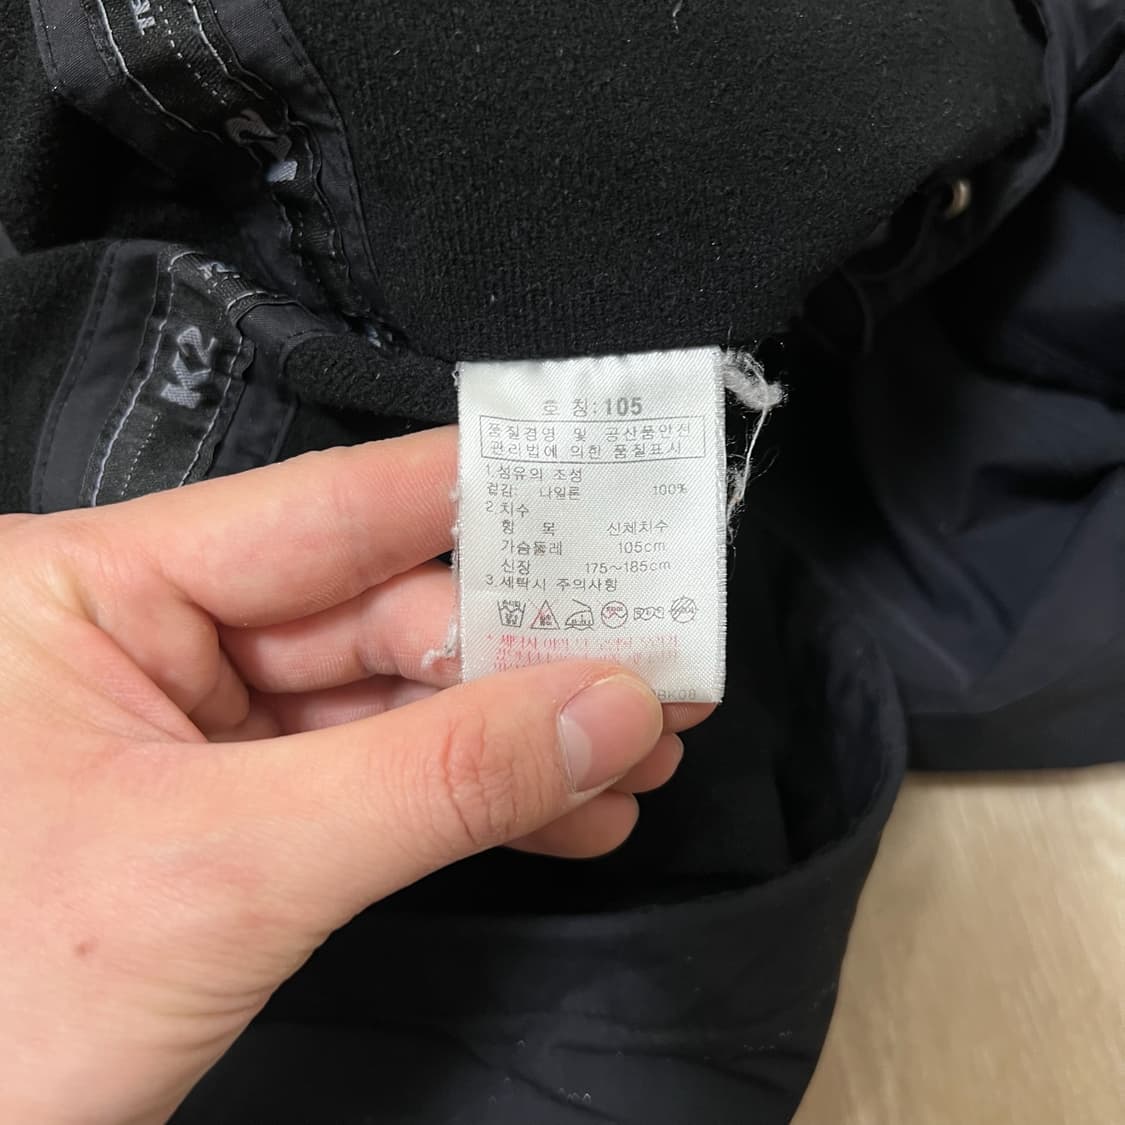 K2
K2
호 칭:105
품질경영 및 공산품안전
관리법에 의한 품질표시
1.섬유의 조성
겉감: 나일론 100%
2.치수
항 목 신체치수
가슴둘레 105cm
신장 175~185cm
3.세탁시 주의사항